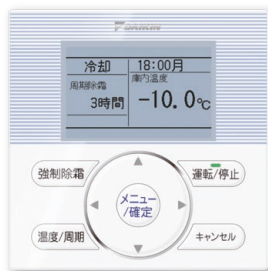 DAIKIN
冷却 18:00月
周期除霜 庫内温度
3時間 -10.0℃
強制除霜 運転/停止
メニュー
/確定
温度/周期 キャンセル